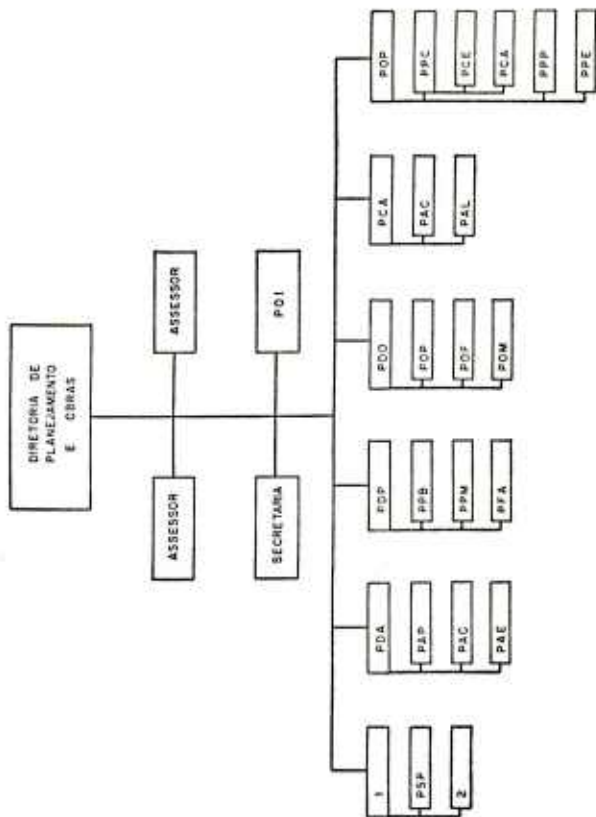 DIRETORIA DE
PLANEJAMENTO
E OBRAS
ASSESSOR
ASSESSOR
SECRETARIA
PDI
1
PSP
2
PDA
PAP
PAC
PAE
PDP
PPB
PPM
PFA
PDO
POP
POF
POM
PCA
PAC
PAL
POP
PPC
PCE
PCA
PPP
PPE